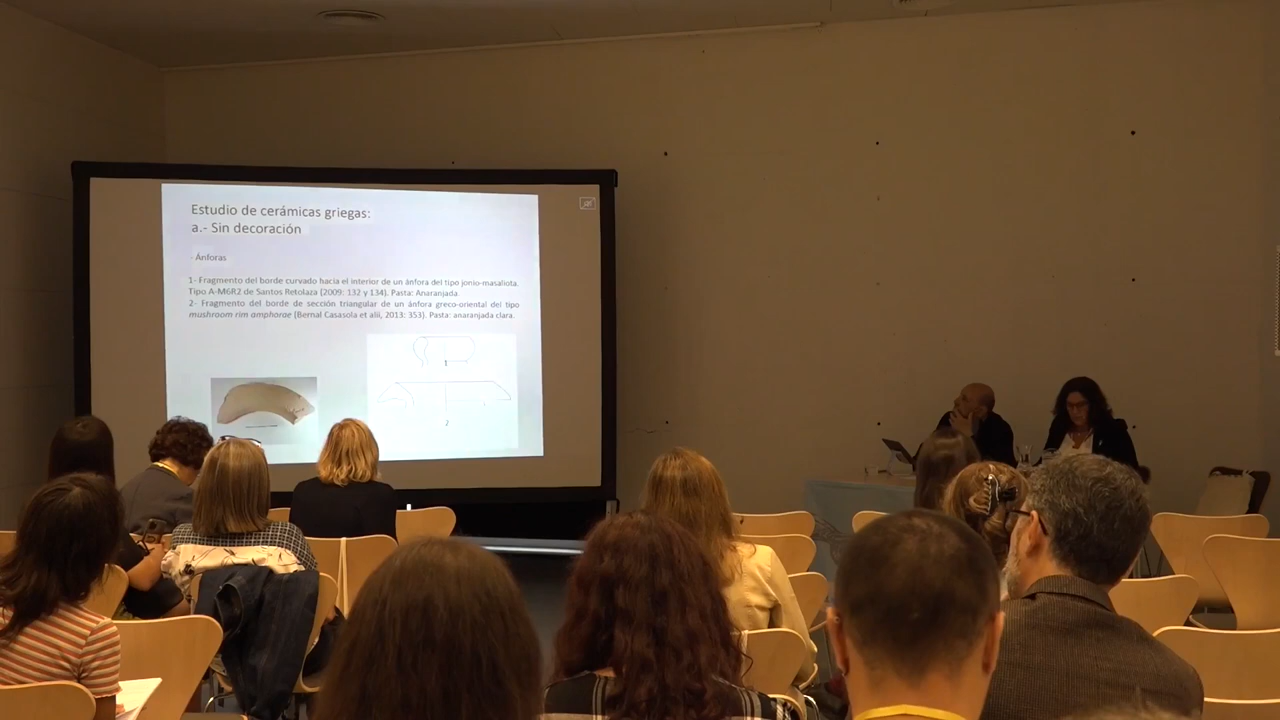 Estudio de cerámicas griegas:
a.- Sin decoración
- Ánforas
1- Fragmento del borde curvado hacia el interior de un ánfora del tipo jonio-masaliota.
Tipo A-M6R2 de Santos Retolaza (2009: 132 y 134). Pasta: Anaranjada.
2- Fragmento del borde de sección triangular de un ánfora greco-oriental del tipo
mushroom rim amphorae (Bernal Casasola et alii, 2013: 353). Pasta: anaranjada clara.
1
2